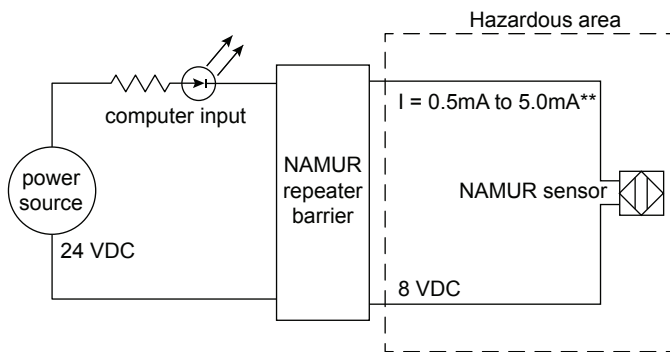 Hazardous area
computer input
I = 0.5mA to 5.0mA**
NAMUR
repeater
barrier
power
source
NAMUR sensor
24 VDC
8 VDC